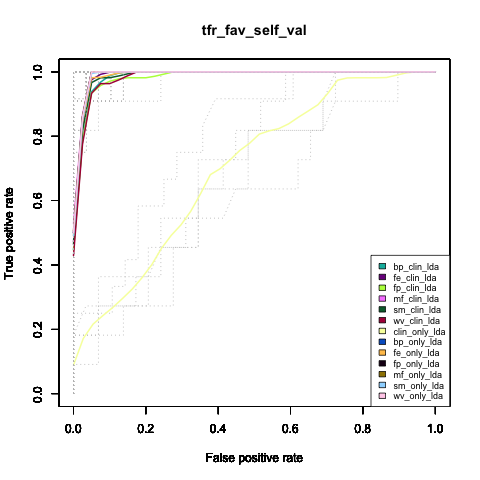 tfr_fav_self_val
True positive rate
1.0
0.8
0.6
0.4
0.2
0.0
bp_clin_lda
fe_clin_lda
fp_clin_lda
mf_clin_lda
sm_clin_lda
wv_clin_lda
clin_only_lda
bp_only_lda
fe_only_lda
fp_only_lda
mf_only_lda
sm_only_lda
wv_only_lda
0.0 0.2 0.4 0.6 0.8 1.0
False positive rate